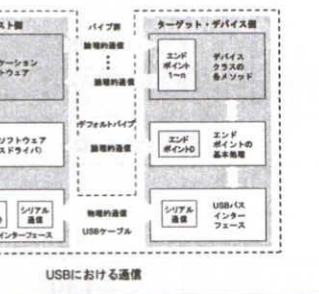 スト側
パイプ群
ターゲット・デバイス側
論理的通信
ケーション
トウェア
論理的通信
エンド
ポイント
1〜n
デバイス
クラスの
各メソッド
デフォルトパイプ
ソフトウェア
スドライバ)
論理的通信
エンド
ポイント0
エンド
ポイントの
基本処理
物理的通信
シリアル
通信
インターフェース
USBケーブル
シリアル
通信
USBバス
インター
フェース
USBにおける通信